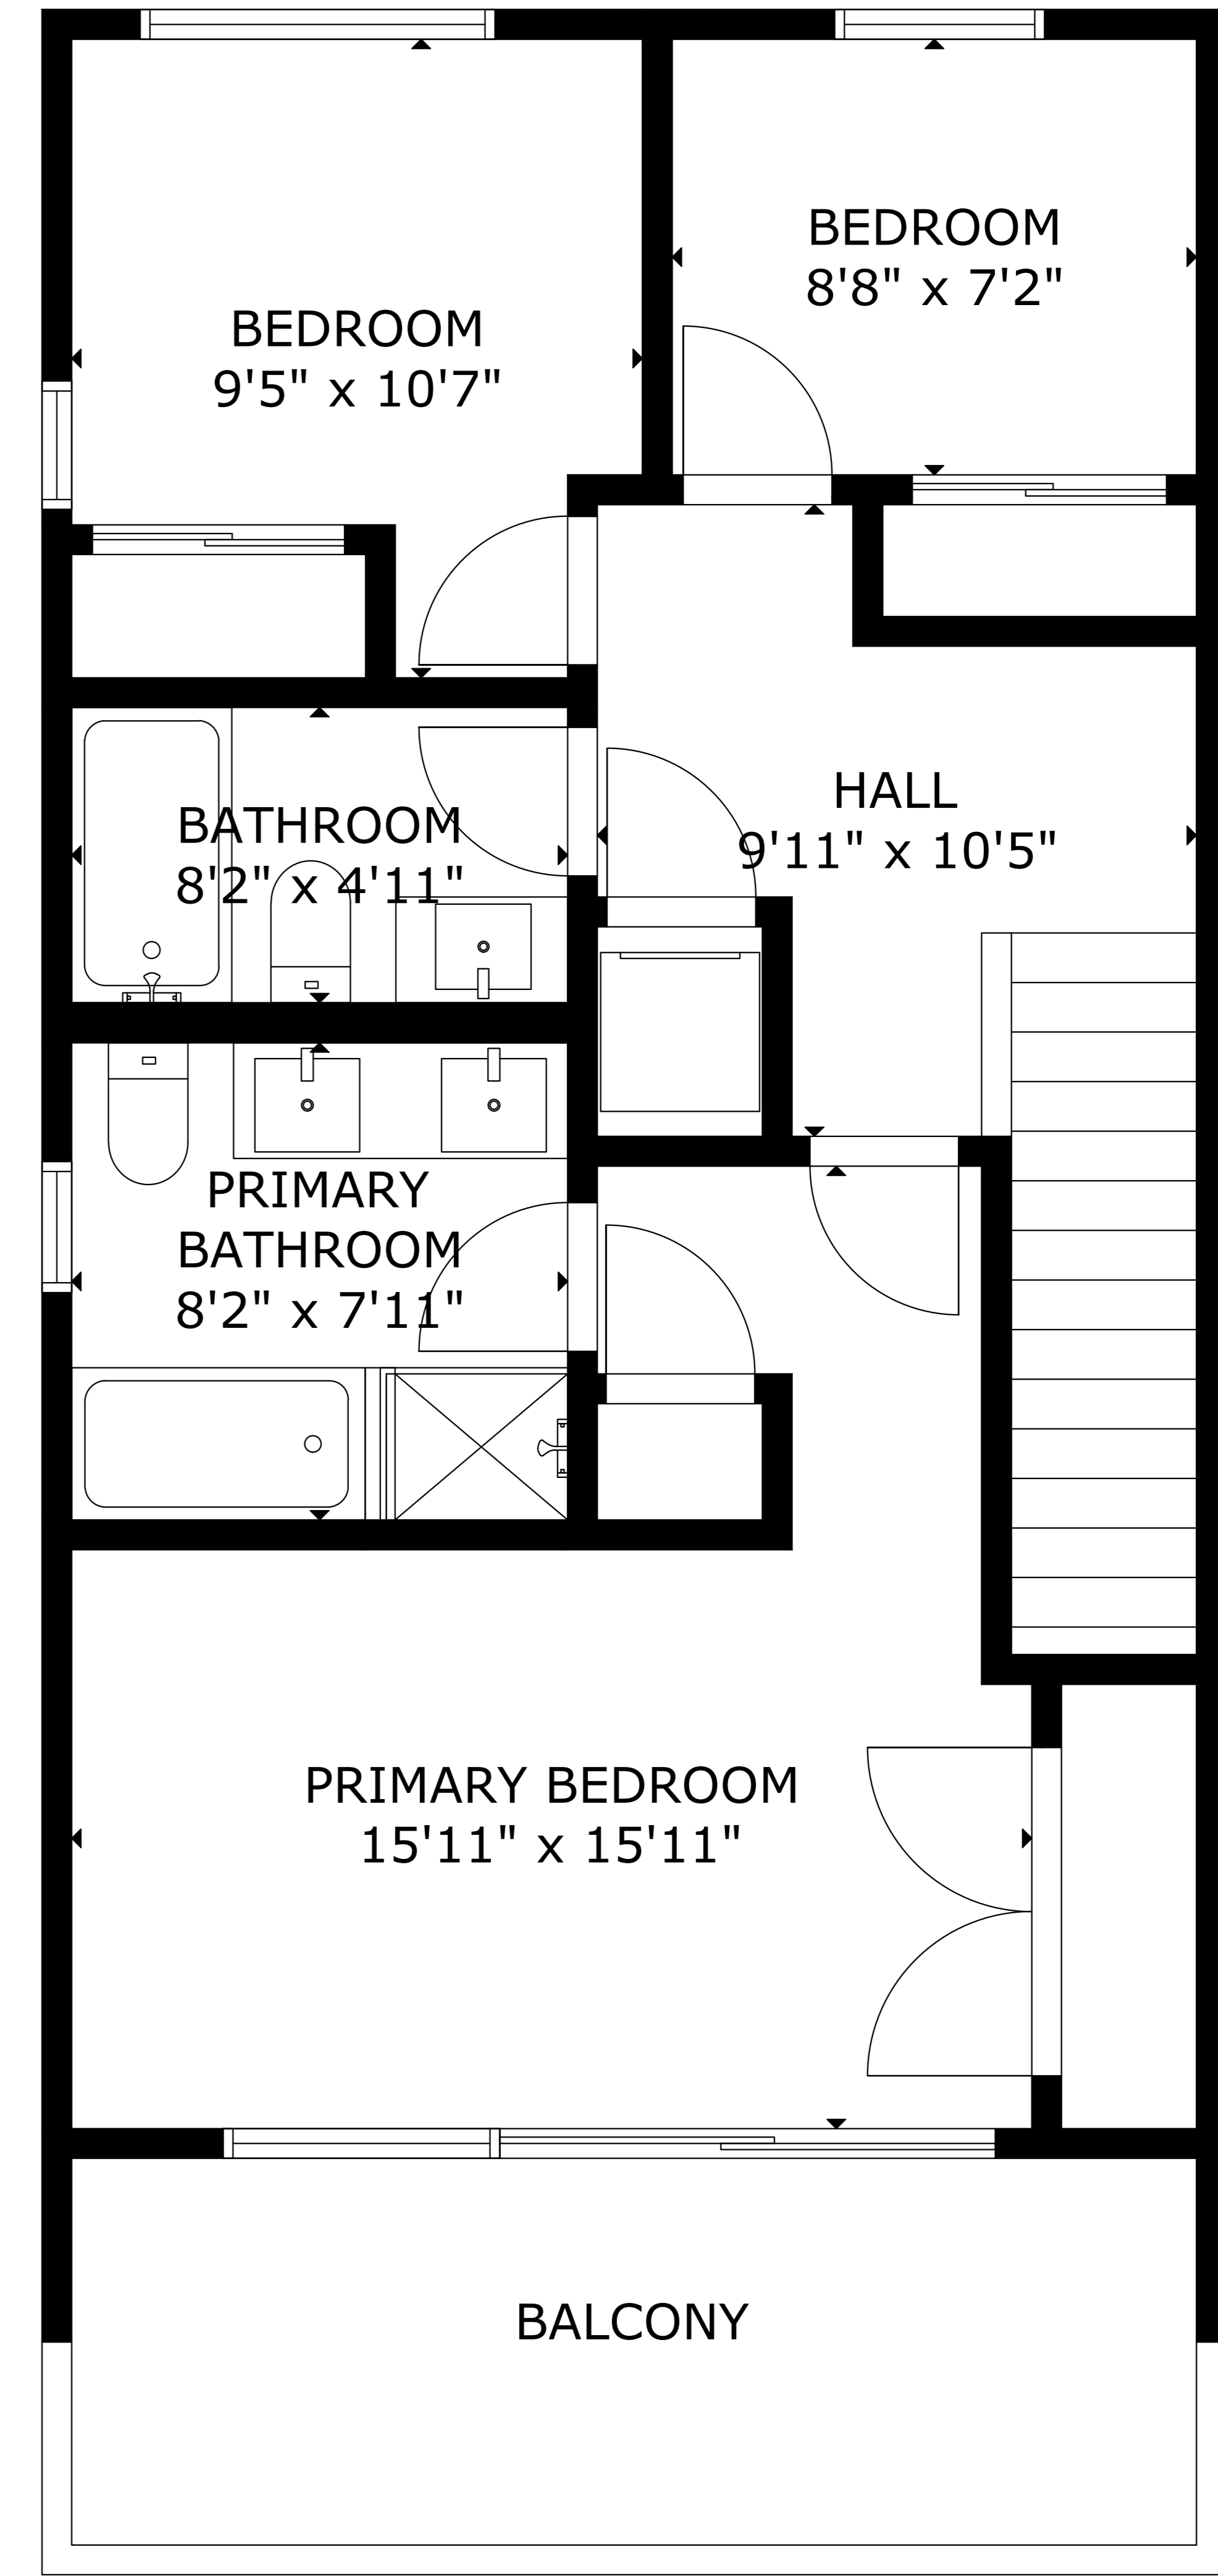 BEDROOM
8'8" x 7'2"
BEDROOM
9'5" x 10'7"
HALL
9'11" x 10'5"
BATHROOM
8'2" x 4'11"
PRIMARY
BATHROOM
8'2" x 7'11"
PRIMARY BEDROOM
15'11" x 15'11"
BALCONY